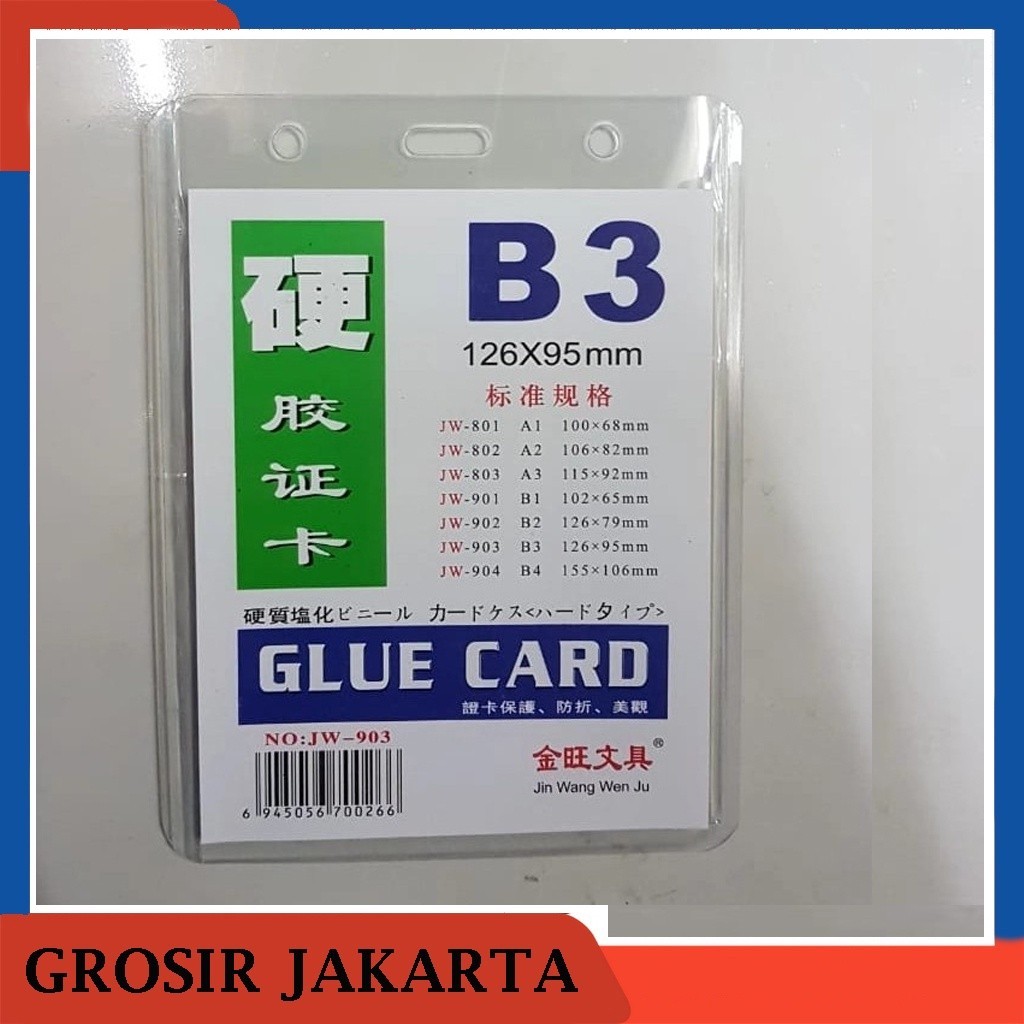 B3
126X95mm
标准规格
JW-801 A1 100×68mm
JW-802 A2 106×82mm
JW-803 A3 115×92mm
JW-901 B1 102×65mm
JW-902 B2 126×79mm
JW-903 B3 126×95mm
JW-904 B4 155×106mm
硬
胶
证
卡
硬質塩化ビニール カードケス<ハードタイプ>
GLUE CARD
證卡保護、防折、美觀
NO:JW-903
6 945056 700266
金旺文具®
Jin Wang Wen Ju
GROSIR JAKARTA